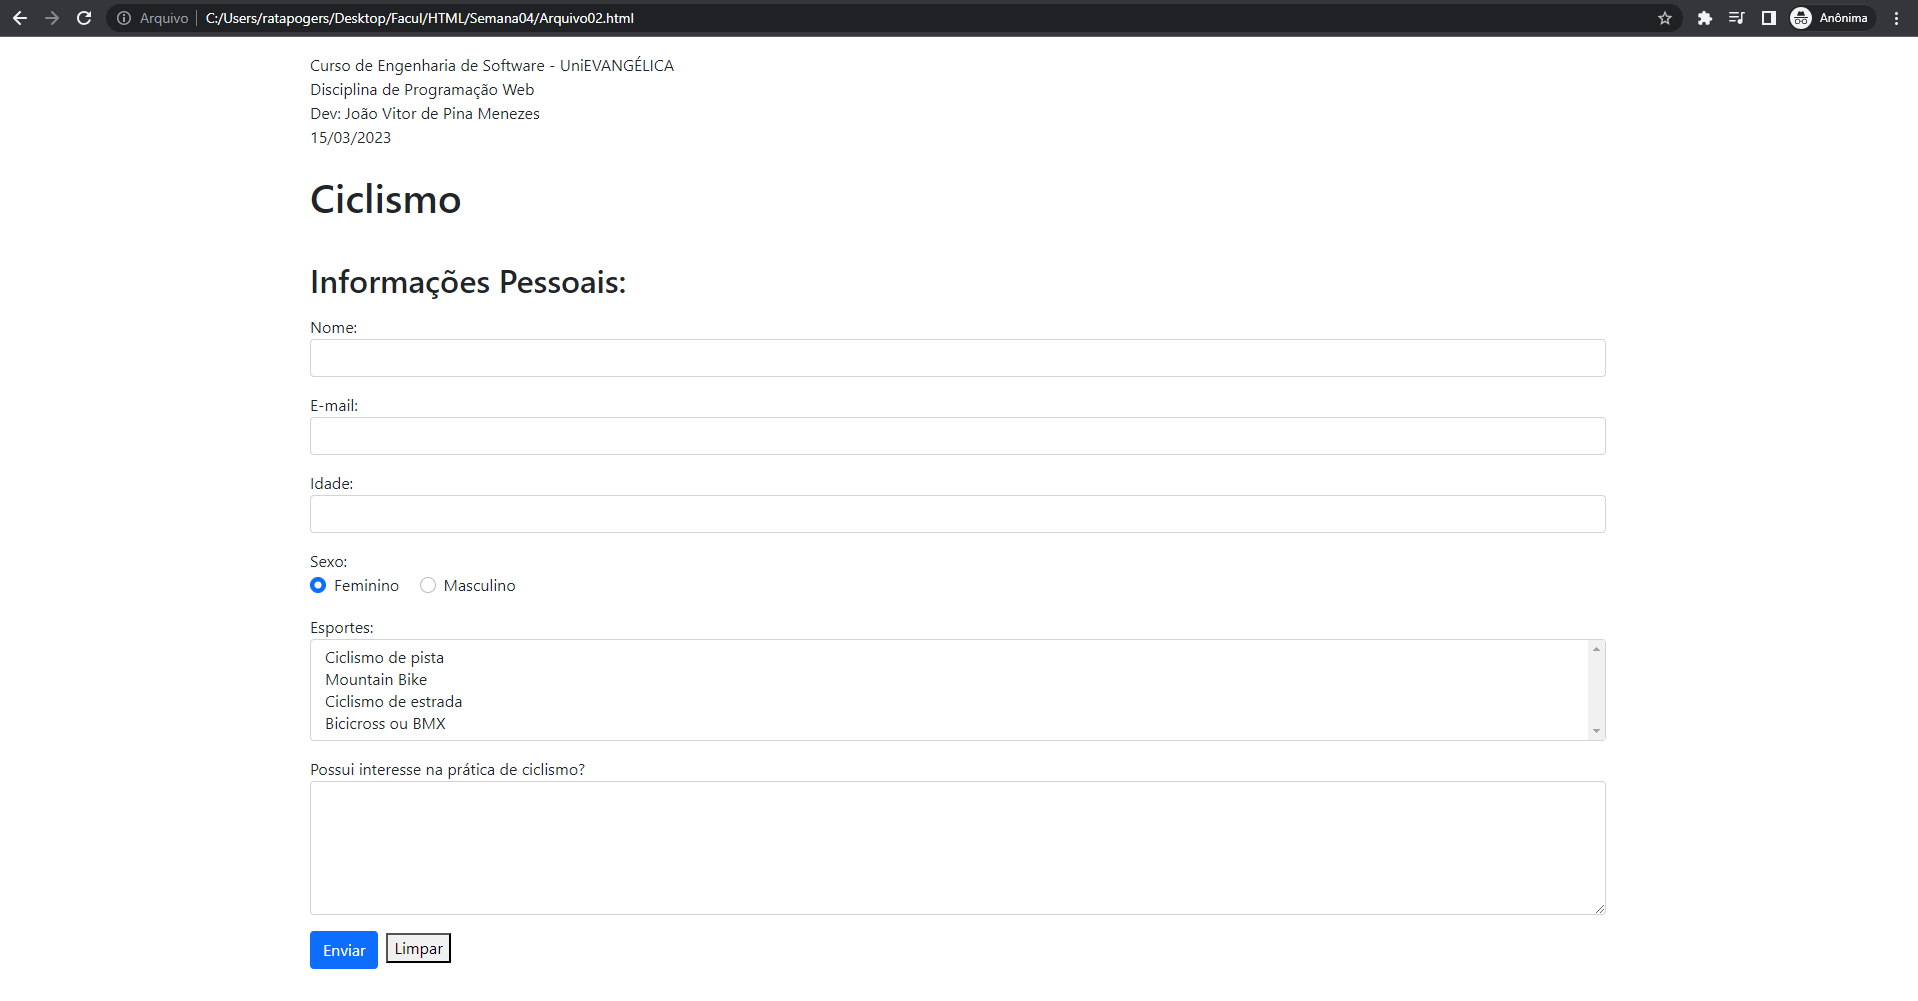 Arquivo C:/Users/ratapogers/Desktop/Facul/HTML/Semana04/Arquivo02.html Anônima
Curso de Engenharia de Software - UniEVANGÉLICA
Disciplina de Programação Web
Dev: João Vitor de Pina Menezes
15/03/2023
Ciclismo
Informações Pessoais:
Nome:
E-mail:
Idade:
Sexo:
Feminino Masculino
Esportes:
Ciclismo de pista
Mountain Bike
Ciclismo de estrada
Bicicross ou BMX
Possui interesse na prática de ciclismo?
Enviar Limpar